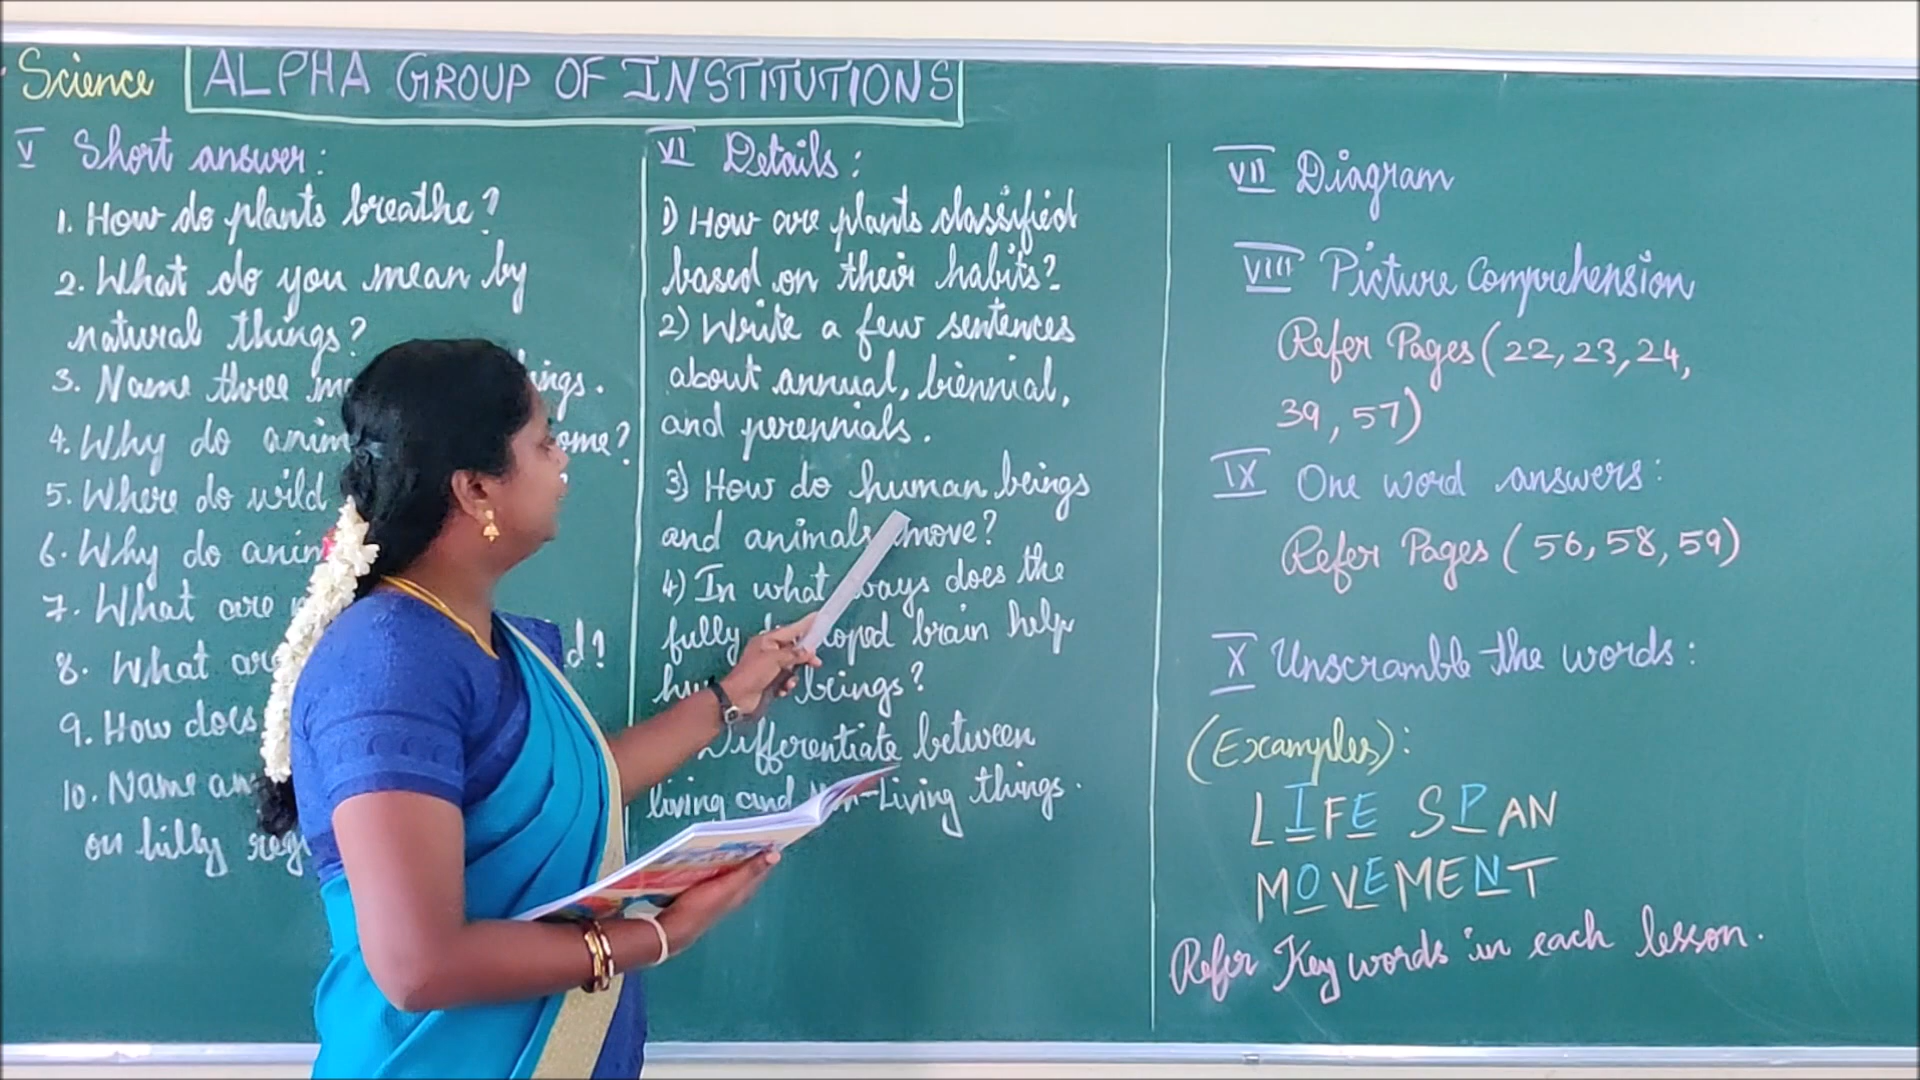 Science ALPHA GROUP OF INSTITUTIONS
V Short answer:
1. How do plants breathe?
2. What do you mean by
natural things?
3. Name three
4. Why do
5. Where do wild
6. Why do
7. What are
8. What are
9. How does
10. Name
on hilly
VI Details:
1) How are plants classified
based on their habits?
2) Write a few sentences
about annual, biennial,
and perennials.
3) How do human beings
and animals move?
4) In what ways does the
fully brain help
beings?
Differentiate between
living and Non-Living things.
VII Diagram
VIII Picture Comprehension
Refer Pages (22, 23, 24,
39, 57)
IX One word answers:
Refer Pages (56, 58, 59)
X Unscramble the words:
(Examples):
LIFE SPAN
MOVEMENT
Refer Key words in each lesson.